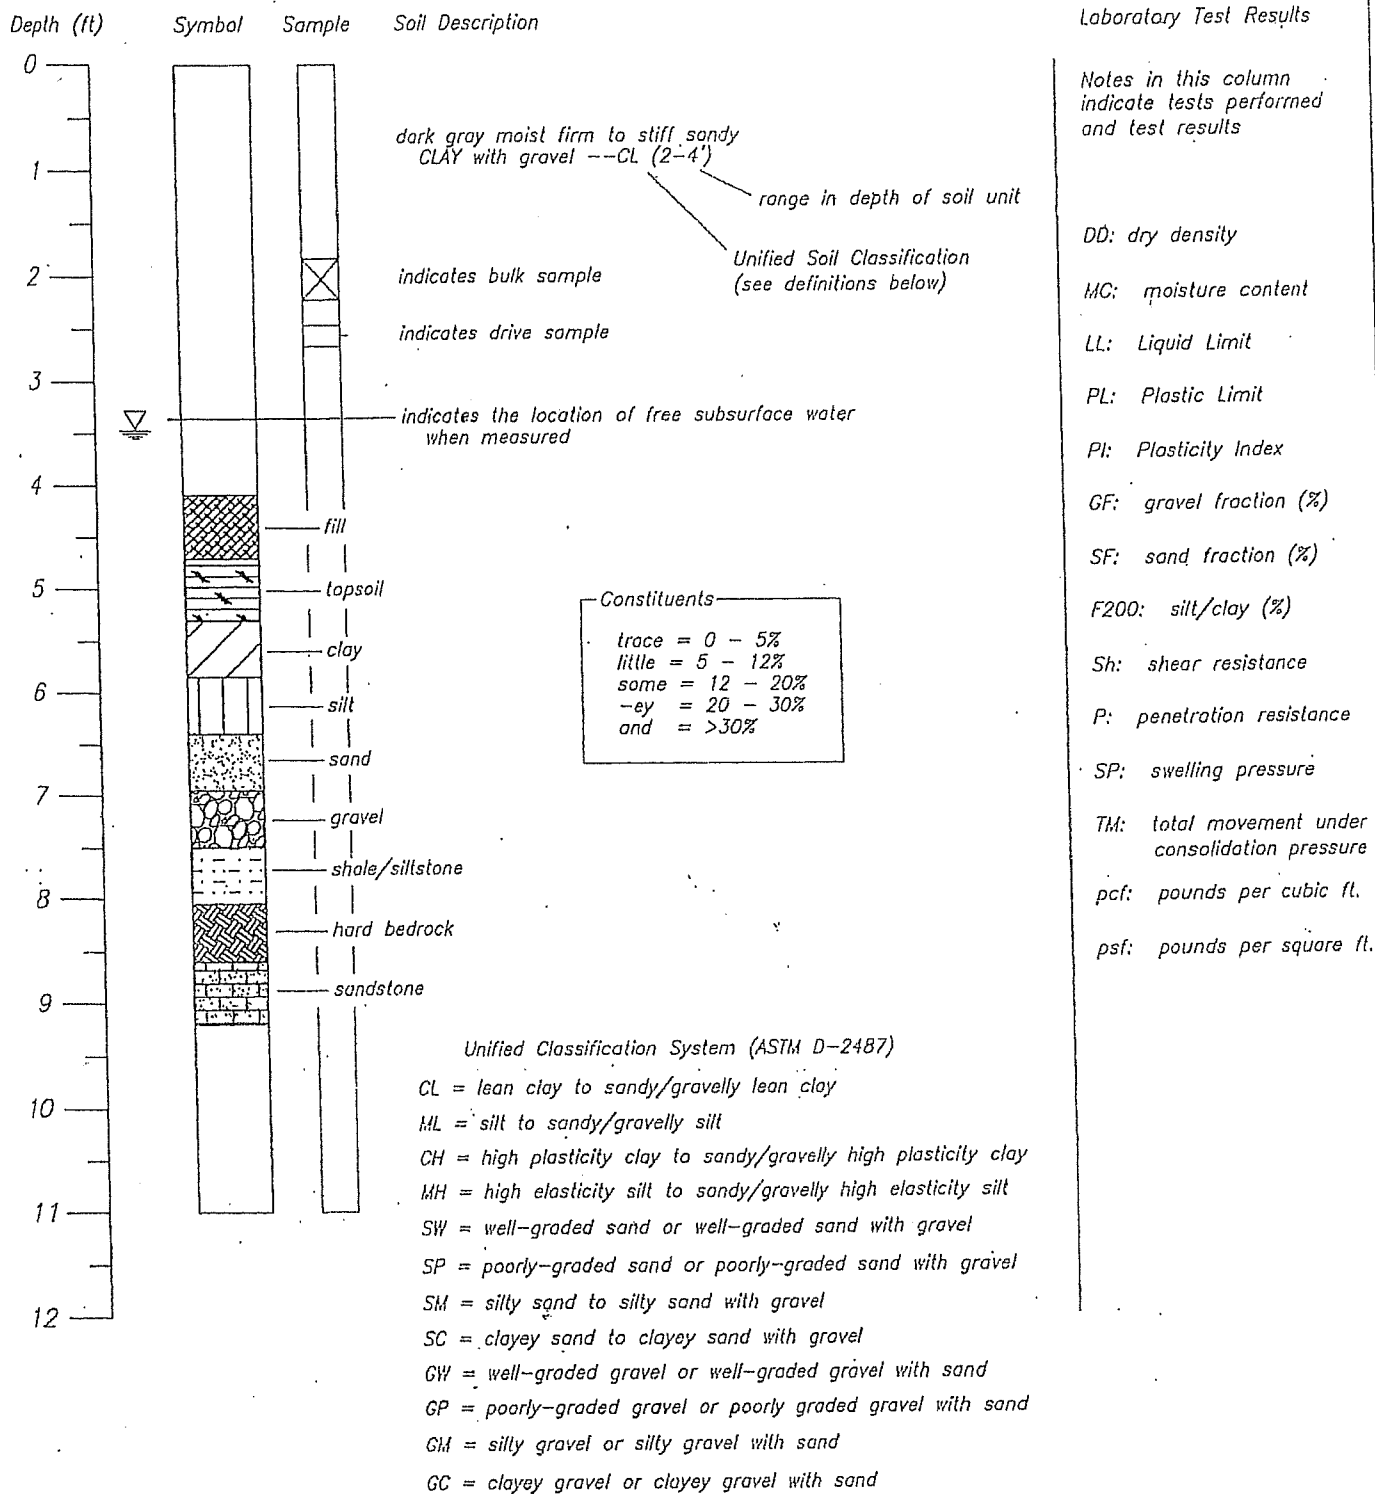 Depth (ft) Symbol Sample Soil Description Laboratory Test Results
0
Notes in this column
indicate tests performed
and test results
dark gray moist firm to stiff sandy
CLAY with gravel --CL (2-4')
1
range in depth of soil unit
DD: dry density
Unified Soil Classification
(see definitions below)
2
indicates bulk sample
MC: moisture content
indicates drive sample
LL: Liquid Limit
3
PL: Plastic Limit
indicates the location of free subsurface water
when measured
PI: Plasticity Index
4
GF: gravel fraction (%)
fill
SF: sand fraction (%)
5
topsoil
F200: silt/clay (%)
Constituents
trace = 0 - 5%
little = 5 - 12%
some = 12 - 20%
-ey = 20 - 30%
and = >30%
clay
Sh: shear resistance
6
silt
P: penetration resistance
sand
SP: swelling pressure
7
gravel
TM: total movement under
consolidation pressure
shale/siltstone
pcf: pounds per cubic ft.
8
hard bedrock
psf: pounds per square ft.
9
sandstone
Unified Classification System (ASTM D-2487)
CL = lean clay to sandy/gravelly lean clay
10
ML = silt to sandy/gravelly silt
CH = high plasticity clay to sandy/gravelly high plasticity clay
MH = high elasticity silt to sandy/gravelly high elasticity silt
11
SW = well-graded sand or well-graded sand with gravel
SP = poorly-graded sand or poorly-graded sand with gravel
SM = silty sand to silty sand with gravel
12
SC = clayey sand to clayey sand with gravel
GW = well-graded gravel or well-graded gravel with sand
GP = poorly-graded gravel or poorly graded gravel with sand
GM = silty gravel or silty gravel with sand
GC = clayey gravel or clayey gravel with sand